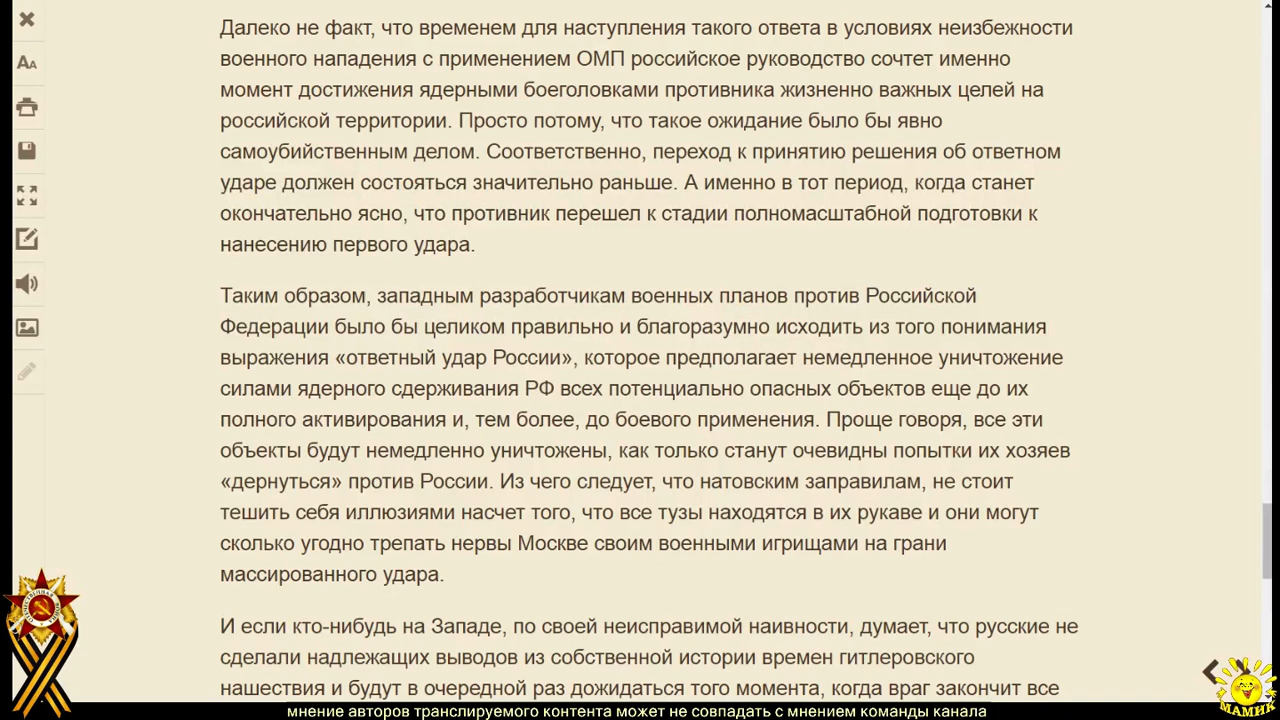 Далеко не факт, что временем для наступления такого ответа в условиях неизбежности
военного нападения с применением ОМП российское руководство сочтет именно
момент достижения ядерными боеголовками противника жизненно важных целей на
российской территории. Просто потому, что такое ожидание было бы явно
самоубийственным делом. Соответственно, переход к принятию решения об ответном
ударе должен состояться значительно раньше. А именно в тот период, когда станет
окончательно ясно, что противник перешел к стадии полномасштабной подготовки к
нанесению первого удара.
Таким образом, западным разработчикам военных планов против Российской
Федерации было бы целиком правильно и благоразумно исходить из того понимания
выражения «ответный удар России», которое предполагает немедленное уничтожение
силами ядерного сдерживания РФ всех потенциально опасных объектов еще до их
полного активирования и, тем более, до боевого применения. Проще говоря, все эти
объекты будут немедленно уничтожены, как только станут очевидны попытки их хозяев
«дернуться» против России. Из чего следует, что натовским заправилам, не стоит
тешить себя иллюзиями насчет того, что все тузы находятся в их рукаве и они могут
сколько угодно трепать нервы Москве своим военными игрищами на грани
массированного удара.
И если кто-нибудь на Западе, по своей неисправимой наивности, думает, что русские не
сделали надлежащих выводов из собственной истории времен гитлеровского
нашествия и будут в очередной раз дожидаться того момента, когда враг закончит все
МАМИК
мнение авторов транслируемого контента может не совпадать с мнением команды канала